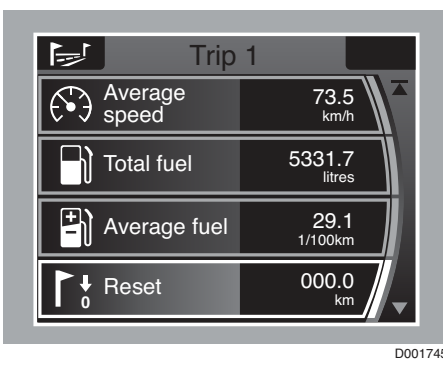 Trip 1
Average
speed
73.5
km/h
Total fuel
5331.7
litres
Average fuel
29.1
1/100km
0
Reset
000.0
km
D001745